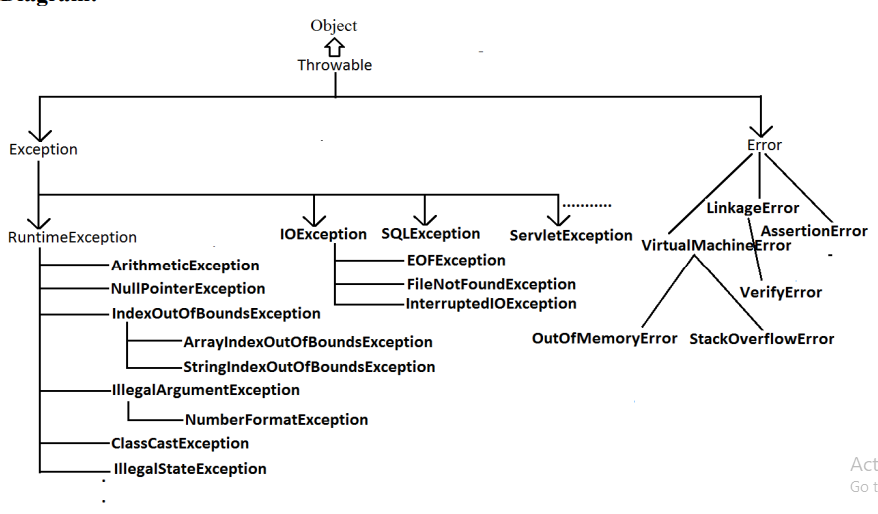 Diagram:
Object
Throwable
Exception
Error
RuntimeException
IOException
SQLException
ServletException
...........
LinkageError
AssertionError
VirtualMachineError
VerifyError
OutOfMemoryError
StackOverflowError
ArithmeticException
NullPointerException
IndexOutOfBoundsException
ArrayIndexOutOfBoundsException
StringIndexOutOfBoundsException
IllegalArgumentException
NumberFormatException
ClassCastException
IllegalStateException
.
.
EOFException
FileNotFoundException
InterruptedIOException
Act
Go t